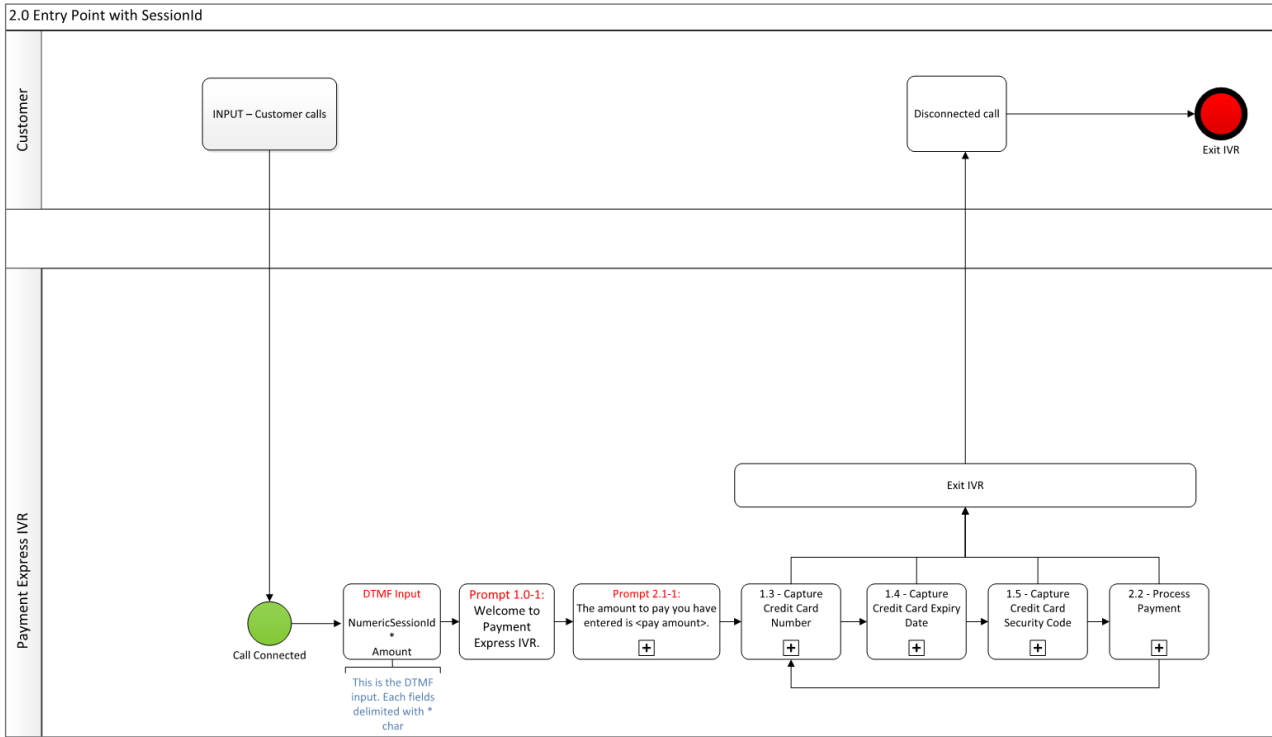 2.0 Entry Point with SessionId
Customer
INPUT – Customer calls
Disconnected call
Exit IVR
Payment Express IVR
Exit IVR
Call Connected
DTMF Input
NumericSessionId
*
Amount
This is the DTMF
input. Each fields
delimited with *
char
Prompt 1.0-1:
Welcome to
Payment
Express IVR.
Prompt 2.1-1:
The amount to pay you have
entered is <pay amount>.
+
1.3 - Capture
Credit Card
Number
+
1.4 - Capture
Credit Card Expiry
Date
+
1.5 - Capture
Credit Card
Security Code
+
2.2 - Process
Payment
+